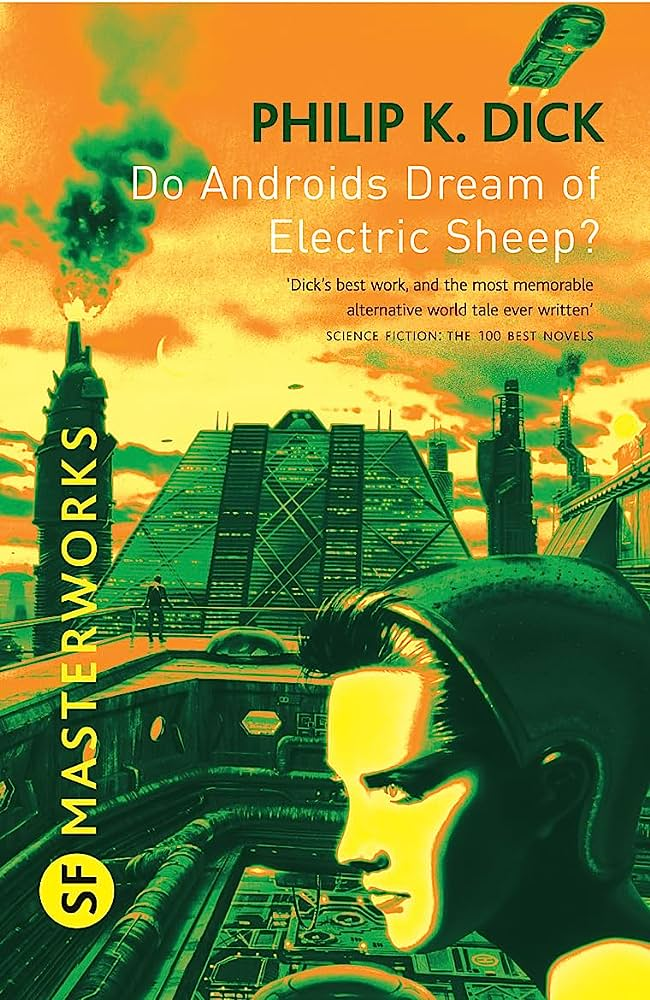 PHILIP K. DICK
Do Androids Dream of
Electric Sheep?
'Dick's best work, and the most memorable
alternative world tale ever written'
SCIENCE FICTION: THE 100 BEST NOVELS
SF MASTERWORKS